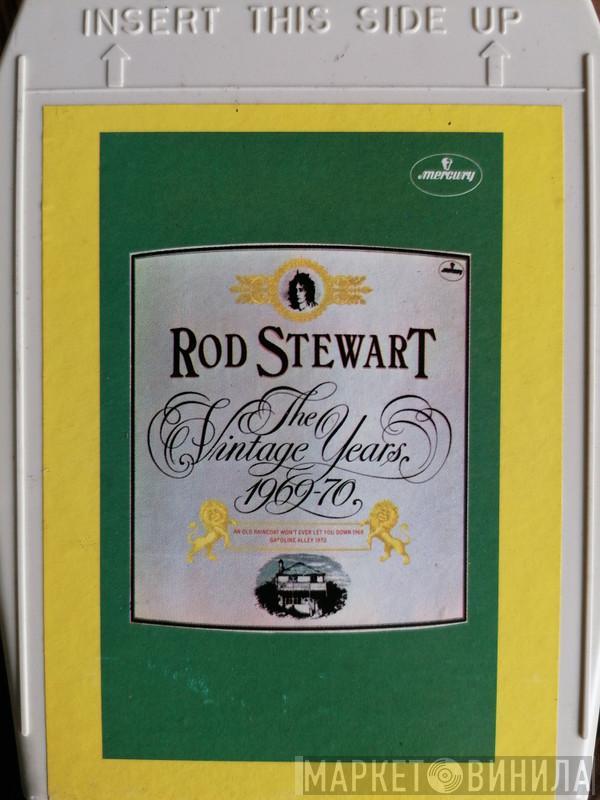 INSERT THIS SIDE UP
mercury
mercury
ROD STEWART
The
Vintage Years
1969-70
AN OLD RAINCOAT WON'T EVER LET YOU DOWN 1969
GASOLINE ALLEY 1970
МАРКЕТ ВИНИЛА